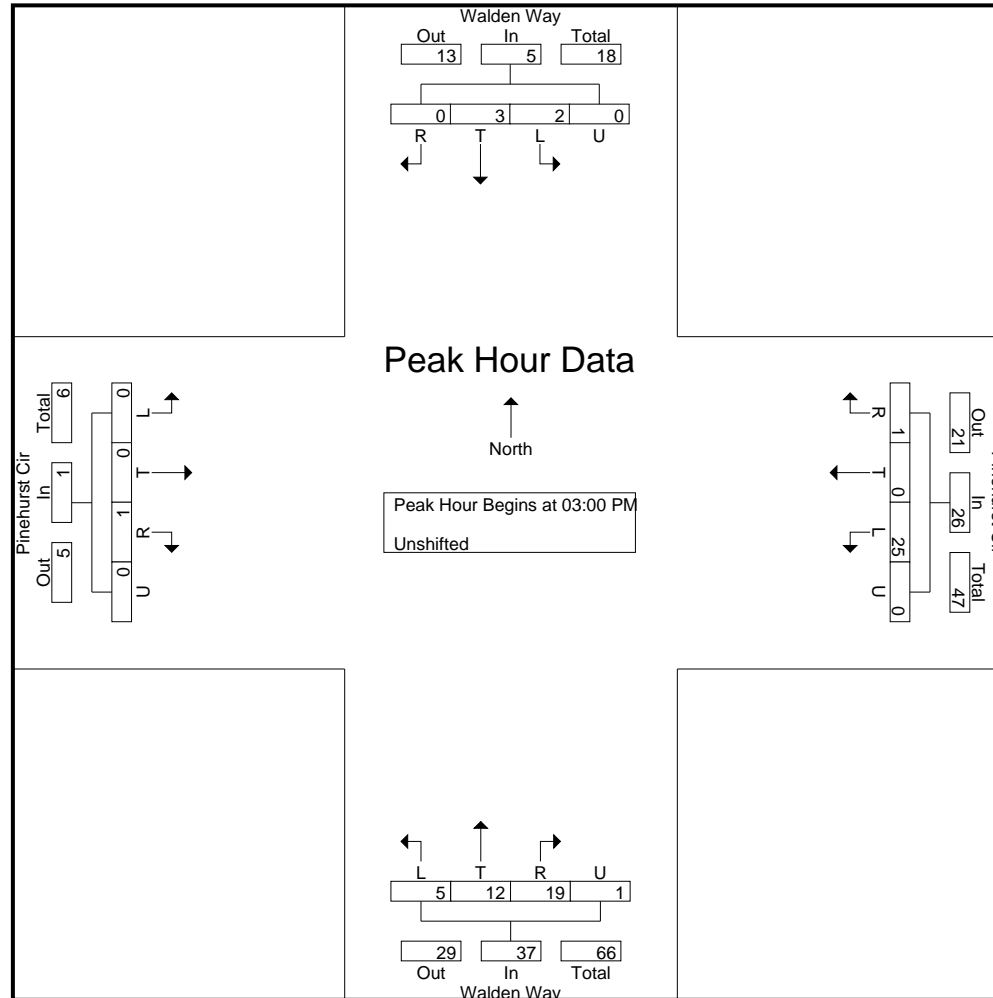 Walden Way
Out In Total
13 5 18
0 3 2 0
R T L U
Peak Hour Data
North
Peak Hour Begins at 03:00 PM
Unshifted
Pinehurst Cir
Total In Out
6 1 5
0 0 1 0
L T R U
R T L U
1 0 25 0
21 26 47
Out In Total
L T R U
5 12 19 1
29 37 66
Out In Total
Walden Way